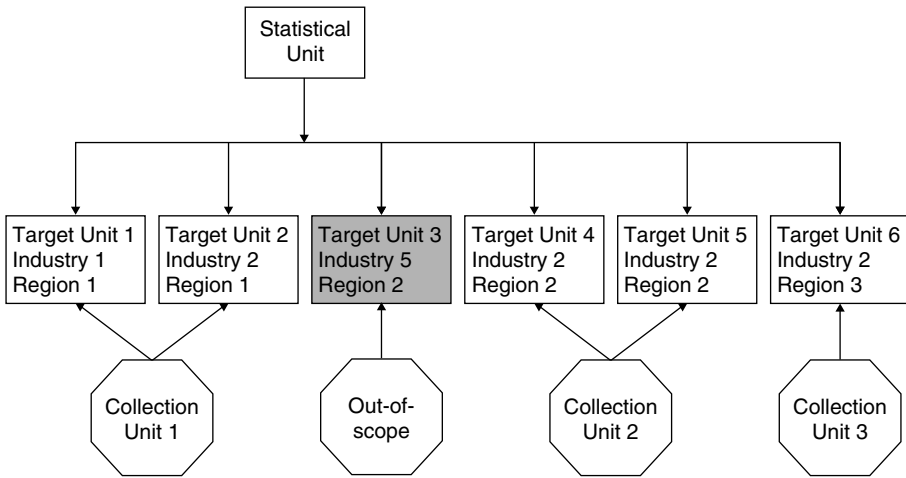 Statistical
Unit
Target Unit 1
Industry 1
Region 1
Target Unit 2
Industry 2
Region 1
Target Unit 3
Industry 5
Region 2
Target Unit 4
Industry 2
Region 2
Target Unit 5
Industry 2
Region 2
Target Unit 6
Industry 2
Region 3
Collection
Unit 1
Out-of-
scope
Collection
Unit 2
Collection
Unit 3